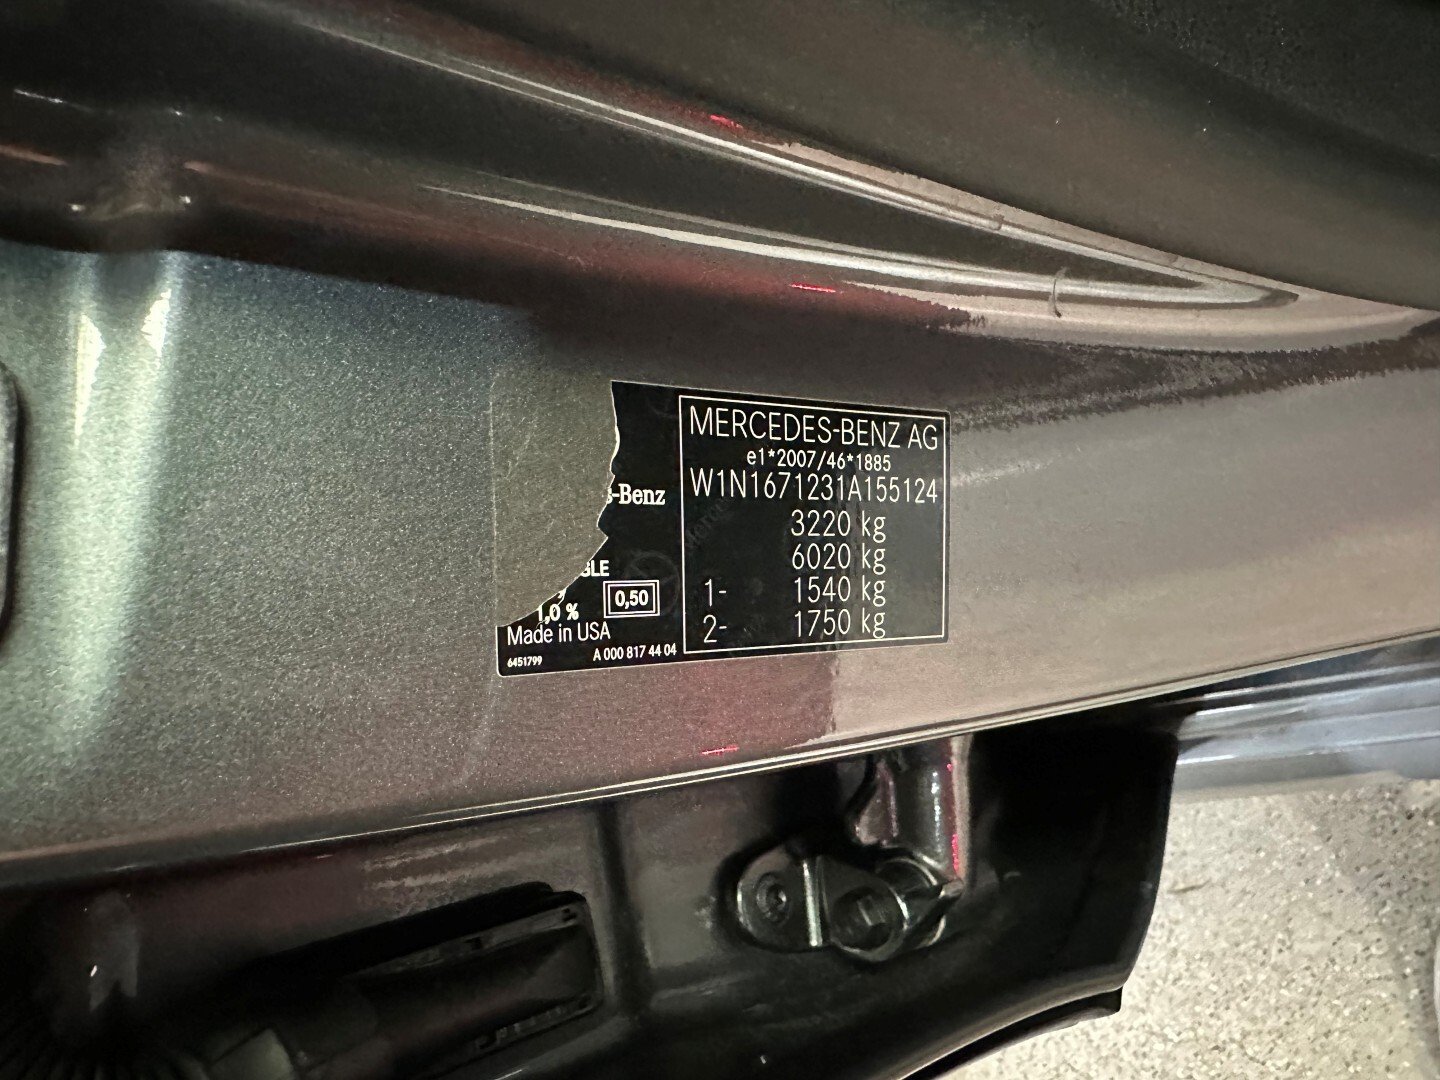 s-Benz
GLE
1,0 %
0,50
Made in USA
6451799
A 000 817 44 04
MERCEDES-BENZ AG
e1*2007/46*1885
W1N1671231A155124
3220 kg
6020 kg
1- 1540 kg
2- 1750 kg